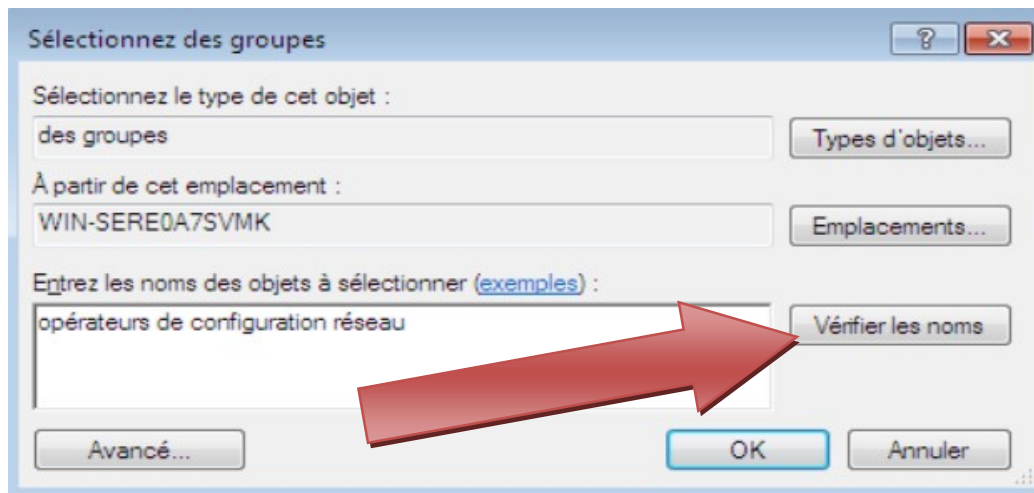 Sélectionnez des groupes
Sélectionnez le type de cet objet :
des groupes
Types d'objets...
À partir de cet emplacement :
WIN-SERE0A7SVMK
Emplacements...
Entrez les noms des objets à sélectionner (exemples) :
opérateurs de configuration réseau
Vérifier les noms
Avancé...
OK
Annuler